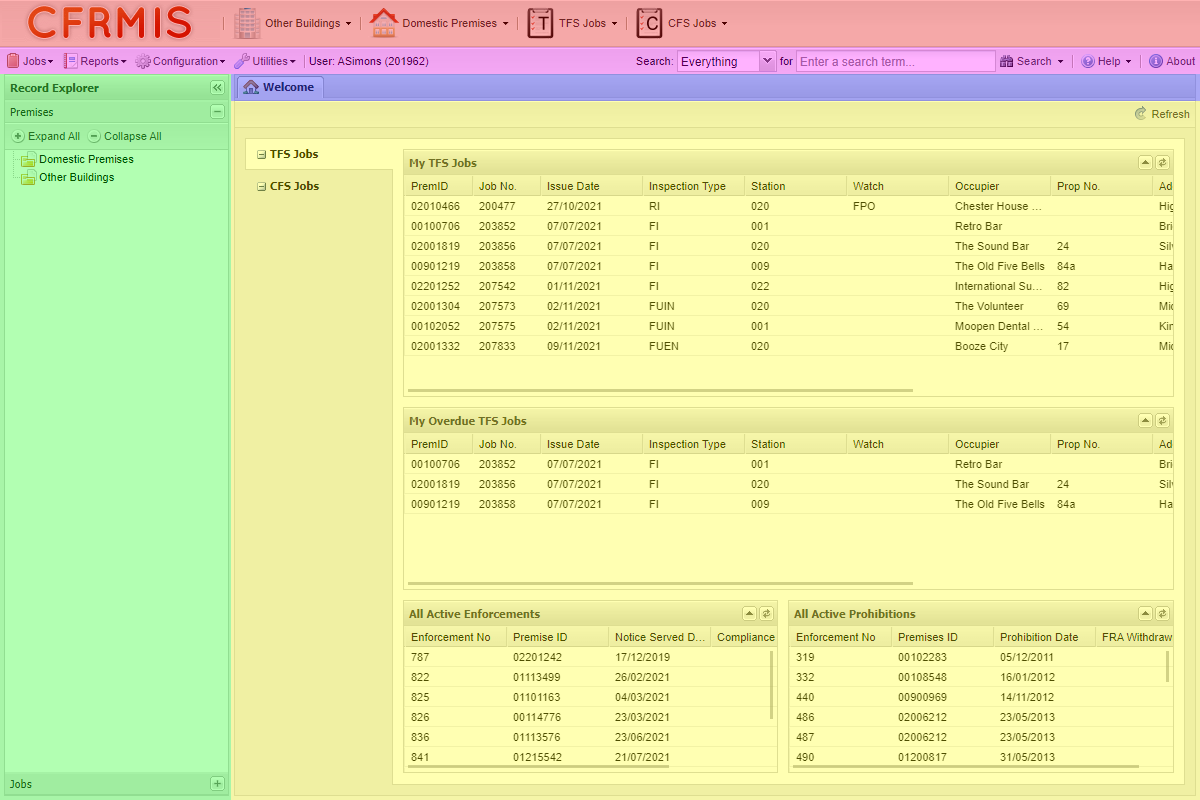 CFRMIS Other Buildings Domestic Premises T TFS Jobs C CFS Jobs
Jobs Reports Configuration Utilities User: ASimons (201962) Search: Everything for Enter a search term... Search Help About
Record Explorer
Premises
Expand All Collapse All
Domestic Premises
Other Buildings
Jobs
Welcome
Refresh
TFS Jobs
CFS Jobs
My TFS Jobs
PremID Job No. Issue Date Inspection Type Station Watch Occupier Prop No. Ad
02010466 200477 27/10/2021 RI 020 FPO Chester House ... Hig
00100706 203852 07/07/2021 FI 001 Retro Bar Bri
02001819 203856 07/07/2021 FI 020 The Sound Bar 24 Silv
00901219 203858 07/07/2021 FI 009 The Old Five Bells 84a Ha
02201252 207542 01/11/2021 FI 022 International Su... 82 Hig
02001304 207573 02/11/2021 FUIN 020 The Volunteer 69 Mid
00102052 207575 02/11/2021 FUIN 001 Moopen Dental ... 54 Kin
02001332 207833 09/11/2021 FUEN 020 Booze City 17 Mid
My Overdue TFS Jobs
PremID Job No. Issue Date Inspection Type Station Watch Occupier Prop No. Ad
00100706 203852 07/07/2021 FI 001 Retro Bar Bri
02001819 203856 07/07/2021 FI 020 The Sound Bar 24 Silv
00901219 203858 07/07/2021 FI 009 The Old Five Bells 84a Ha
All Active Enforcements
Enforcement No Premise ID Notice Served D... Compliance
787 02201242 17/12/2019
822 01113499 26/02/2021
825 01101163 04/03/2021
826 00114776 23/03/2021
836 01113576 23/06/2021
841 01215542 21/07/2021
All Active Prohibitions
Enforcement No Premises ID Prohibition Date FRA Withdraw
319 00102283 05/12/2011
332 00108548 16/01/2012
440 00900969 14/11/2012
486 02006212 23/05/2013
487 02006212 23/05/2013
490 01200817 31/05/2013